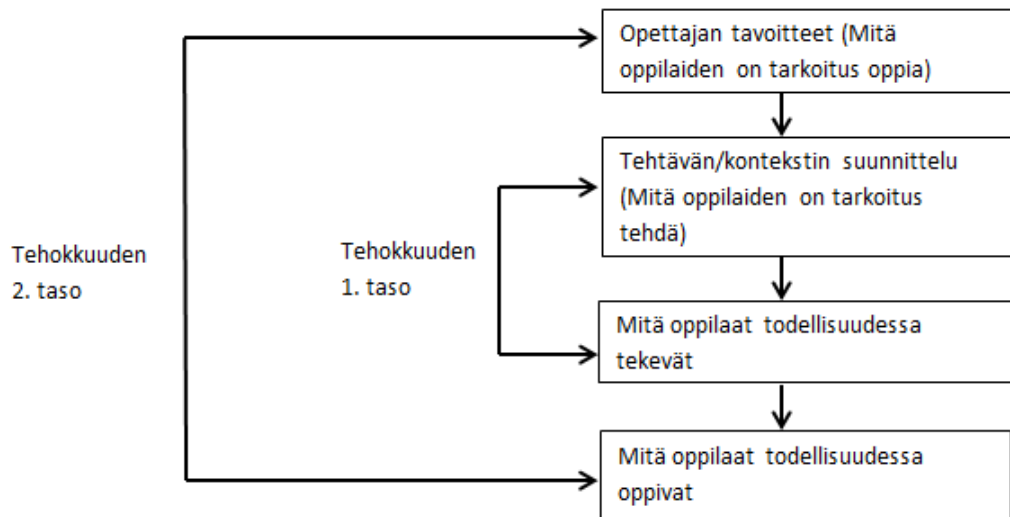 Opettajan tavoitteet (Mitä
oppilaiden on tarkoitus oppia)
Tehtävän/kontekstin suunnittelu
(Mitä oppilaiden on tarkoitus
tehdä)
Tehokkuuden
2. taso
Tehokkuuden
1. taso
Mitä oppilaat todellisuudessa
tekevät
Mitä oppilaat todellisuudessa
oppivat